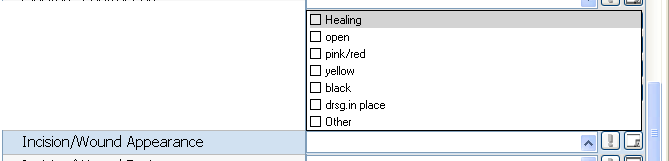 Healing
open
pink/red
yellow
black
drsg.in place
Other
Incision/Wound Appearance